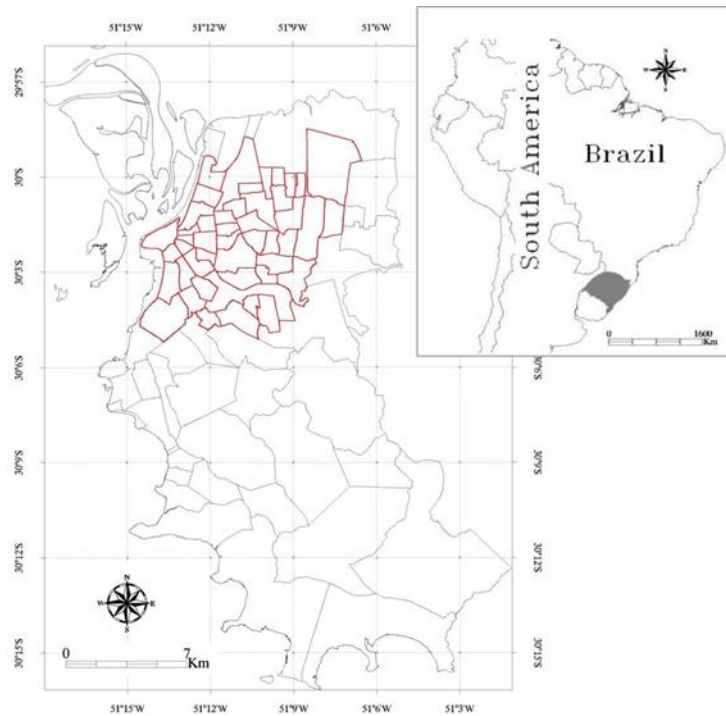 51°15'W 51°12'W 51°9'W 51°6'W
29°57'S
30°S
30°3'S
30°6'S
30°9'S
30°12'S
30°15'S
N
W E
S
0 7
Km
30°6'S
30°9'S
30°12'S
30°15'S
51°15'W 51°12'W 51°9'W 51°6'W 51°3'W
South America
Brazil
N
W E
S
0 1600
Km